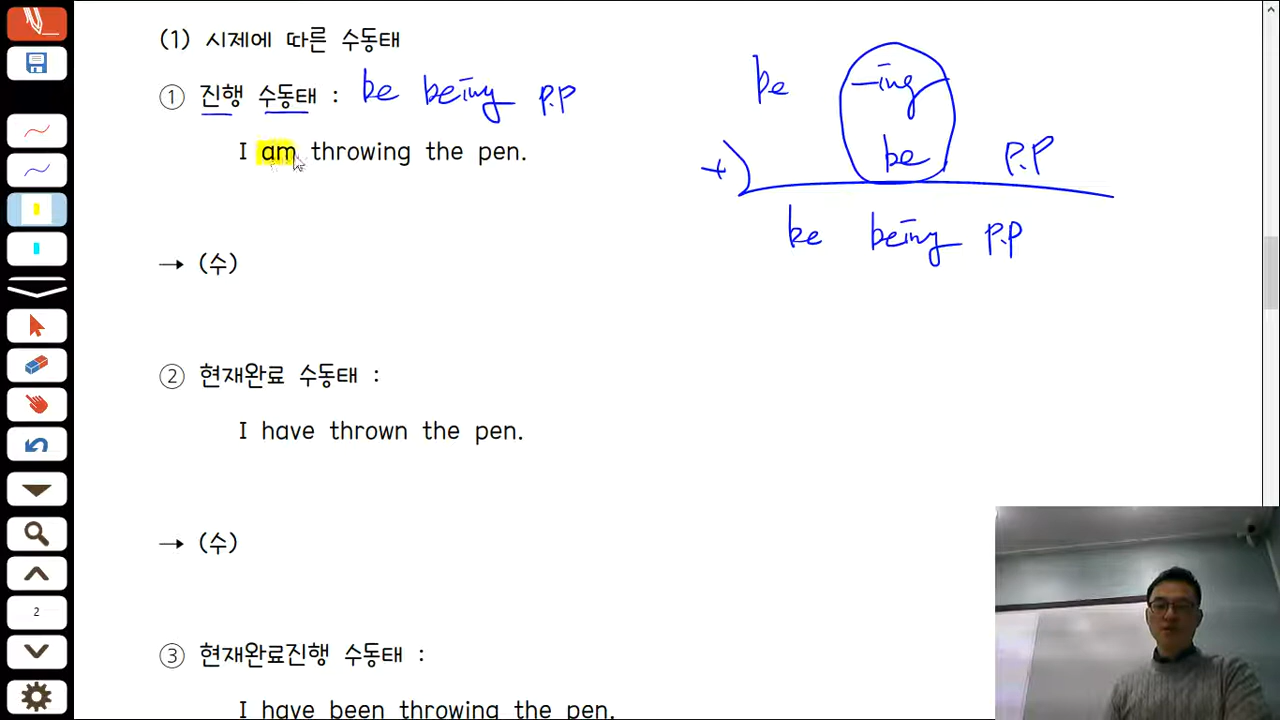 (1) 시제에 따른 수동태
① 진행 수동태 : be being p.p
I am throwing the pen.
→ (수)
② 현재완료 수동태 :
I have thrown the pen.
→ (수)
③ 현재완료진행 수동태 :
I have been throwing the pen.
be -ing
+) be P.P
be being P.P
2